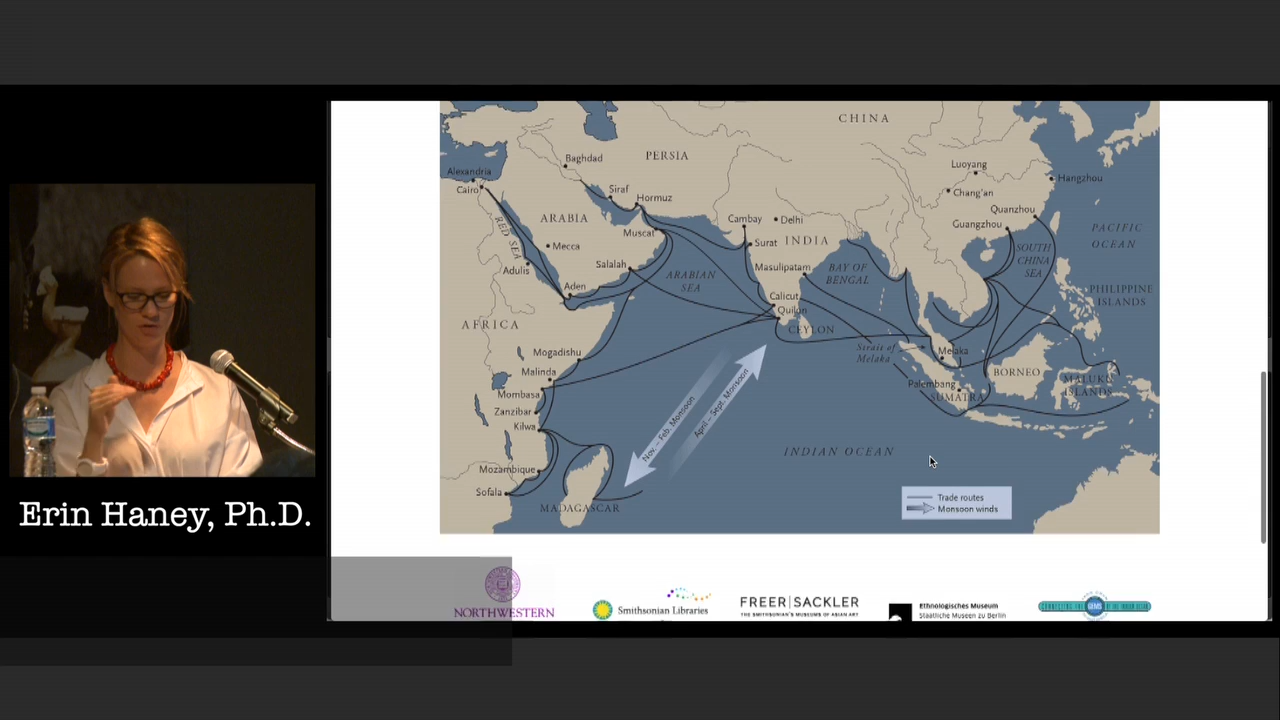 Erin Haney, Ph.D.
CHINA
Baghdad
PERSIA
Luoyang
Alexandria
Hangzhou
Cairo
Siraf
Chang'an
Hormuz
Quanzhou
ARABIA
Cambay
Delhi
Guangzhou
RED SEA
Muscat
PACIFIC
OCEAN
Mecca
Surat
INDIA
SOUTH
CHINA
SEA
Adulis
Salalah
ARABIAN
SEA
Masulipatam
BAY OF
BENGAL
Aden
Calicut
PHILIPPINE
ISLANDS
Quilon
AFRICA
CEYLON
Mogadishu
Strait of
Melaka
Melaka
Malinda
BORNEO
Mombasa
Palembang
SUMATRA
MALUKU
ISLANDS
Zanzibar
Nov. – Feb. Monsoon
April – Sept. Monsoon
Kilwa
INDIAN OCEAN
Mozambique
Sofala
MADAGASCAR
Trade routes
Monsoon winds
NORTHWESTERN
Smithsonian Libraries
FREER|SACKLER
THE SMITHSONIAN'S MUSEUMS OF ASIAN ART
Ethnologisches Museum
Staatliche Museen zu Berlin